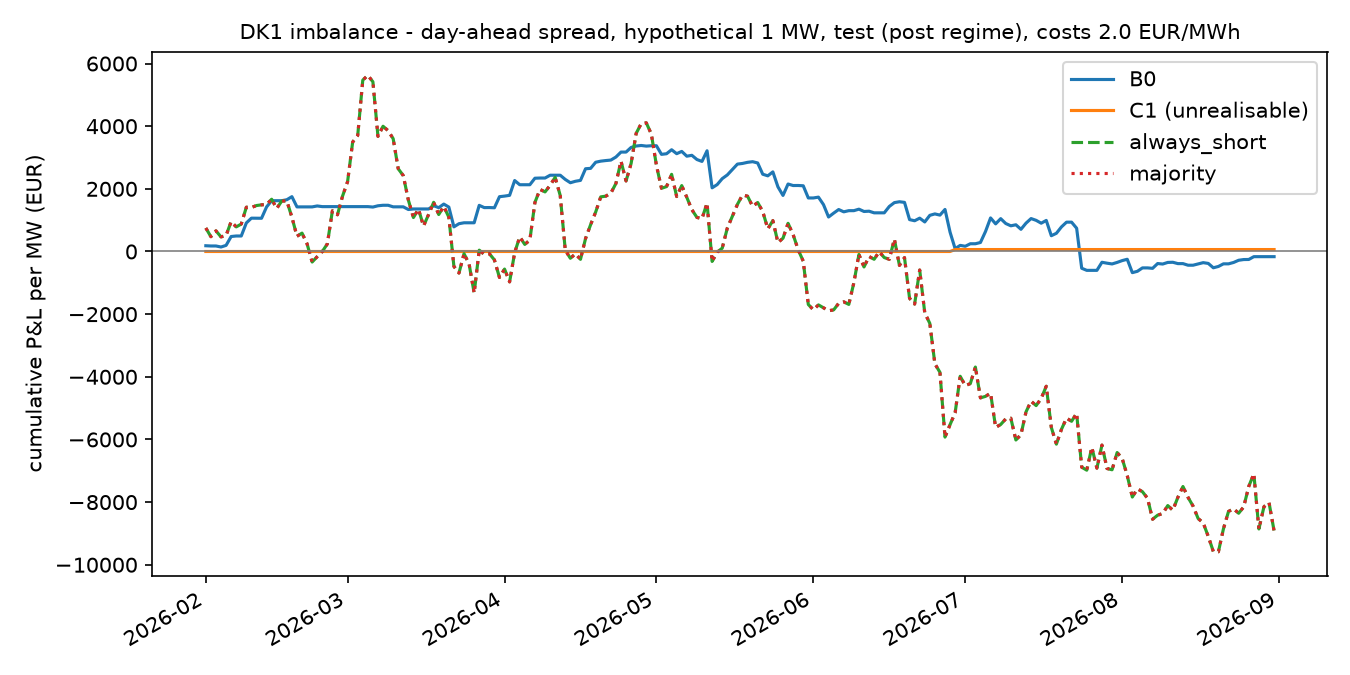 DK1 imbalance - day-ahead spread, hypothetical 1 MW, test (post regime), costs 2.0 EUR/MWh
cumulative P&L per MW (EUR)
6000
4000
2000
0
−2000
−4000
−6000
−8000
−10000
B0
C1 (unrealisable)
always_short
majority
2026-02
2026-03
2026-04
2026-05
2026-06
2026-07
2026-08
2026-09